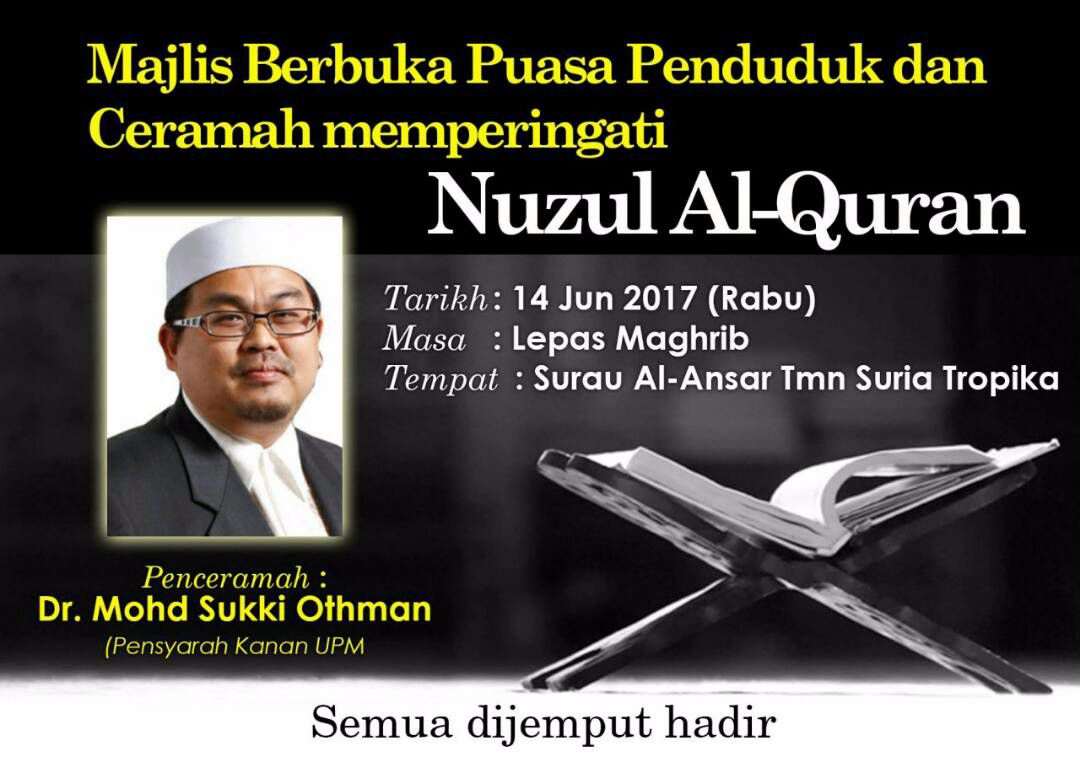 Majlis Berbuka Puasa Penduduk dan
Ceramah memperingati
Nuzul Al-Quran
Tarikh : 14 Jun 2017 (Rabu)
Masa : Lepas Maghrib
Tempat : Surau Al-Ansar Tmn Suria Tropika
Penceramah :
Dr. Mohd Sukki Othman
(Pensyarah Kanan UPM
Semua dijemput hadir